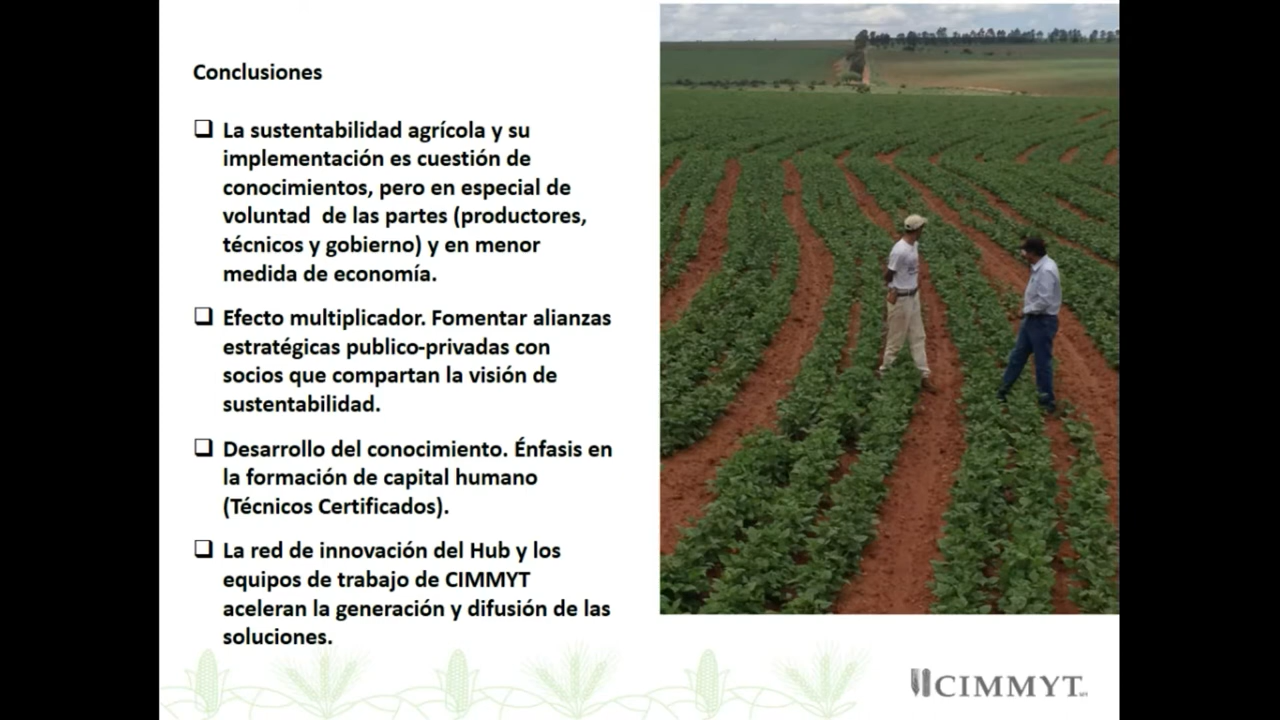 Conclusiones
La sustentabilidad agrícola y su
implementación es cuestión de
conocimientos, pero en especial de
voluntad de las partes (productores,
técnicos y gobierno) y en menor
medida de economía.
Efecto multiplicador. Fomentar alianzas
estratégicas publico-privadas con
socios que compartan la visión de
sustentabilidad.
Desarrollo del conocimiento. Énfasis en
la formación de capital humano
(Técnicos Certificados).
La red de innovación del Hub y los
equipos de trabajo de CIMMYT
aceleran la generación y difusión de las
soluciones.
CIMMYT